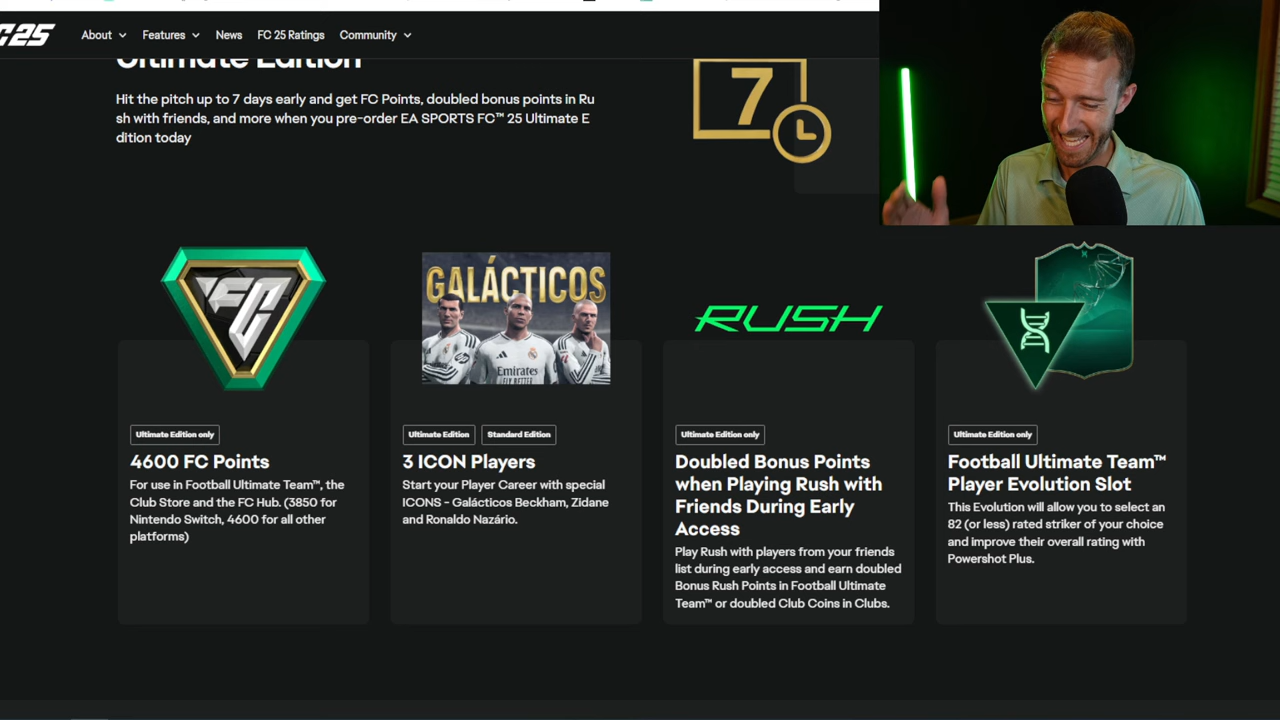 FC25
About
Features
News
FC 25 Ratings
Community
Ultimate Edition
Hit the pitch up to 7 days early and get FC Points, doubled bonus points in Ru
sh with friends, and more when you pre-order EA SPORTS FC™ 25 Ultimate E
dition today
7
FC
GALÁCTICOS
Emirates
FLY BETTER
RUSH
Ultimate Edition only
4600 FC Points
For use in Football Ultimate Team™, the
Club Store and the FC Hub. (3850 for
Nintendo Switch, 4600 for all other
platforms)
Ultimate Edition
Standard Edition
3 ICON Players
Start your Player Career with special
ICONS - Galácticos Beckham, Zidane
and Ronaldo Nazário.
Ultimate Edition only
Doubled Bonus Points
when Playing Rush with
Friends During Early
Access
Play Rush with players from your friends
list during early access and earn doubled
Bonus Rush Points in Football Ultimate
Team™ or doubled Club Coins in Clubs.
Ultimate Edition only
Football Ultimate Team™
Player Evolution Slot
This Evolution will allow you to select an
82 (or less) rated striker of your choice
and improve their overall rating with
Powershot Plus.